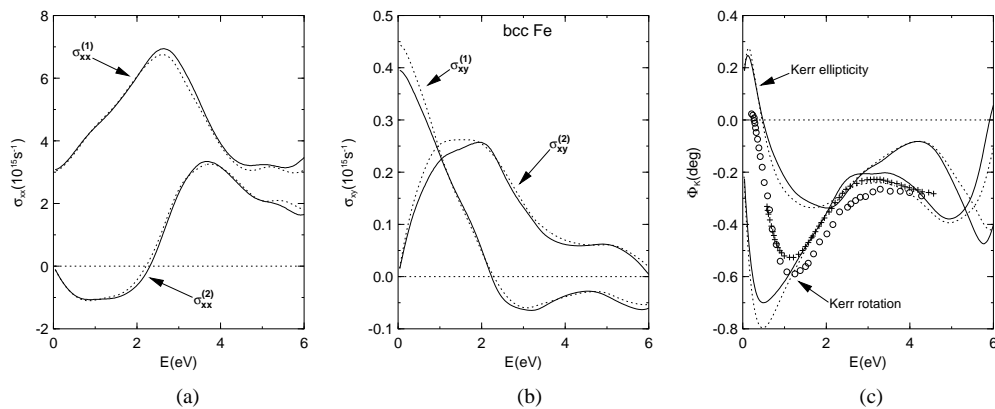 8
6
4
2
0
-2
σxx(10¹⁵s⁻¹)
σxx⁽¹⁾
σxx⁽²⁾
0 2 4 6
E(eV)
(a)
bcc Fe
0.5
0.4
0.3
0.2
0.1
0.0
-0.1
σxy(10¹⁵s⁻¹)
σxy⁽¹⁾
σxy⁽²⁾
0 2 4 6
E(eV)
(b)
0.4
0.2
0.0
-0.2
-0.4
-0.6
-0.8
ΦK(deg)
Kerr ellipticity
Kerr rotation
0 2 4 6
E(eV)
(c)